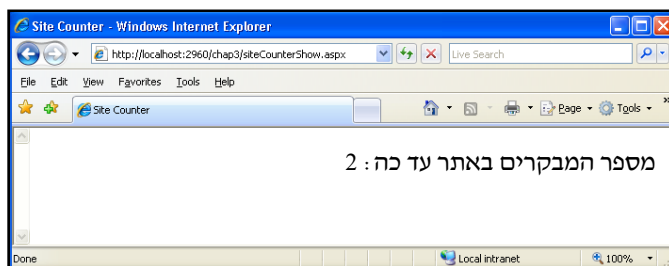 Site Counter - Windows Internet Explorer
http://localhost:2960/chap3/siteCounterShow.aspx
Live Search
File Edit View Favorites Tools Help
Site Counter
Page Tools »
מספר המבקרים באתר עד כה : 2
Done
Local intranet
100%